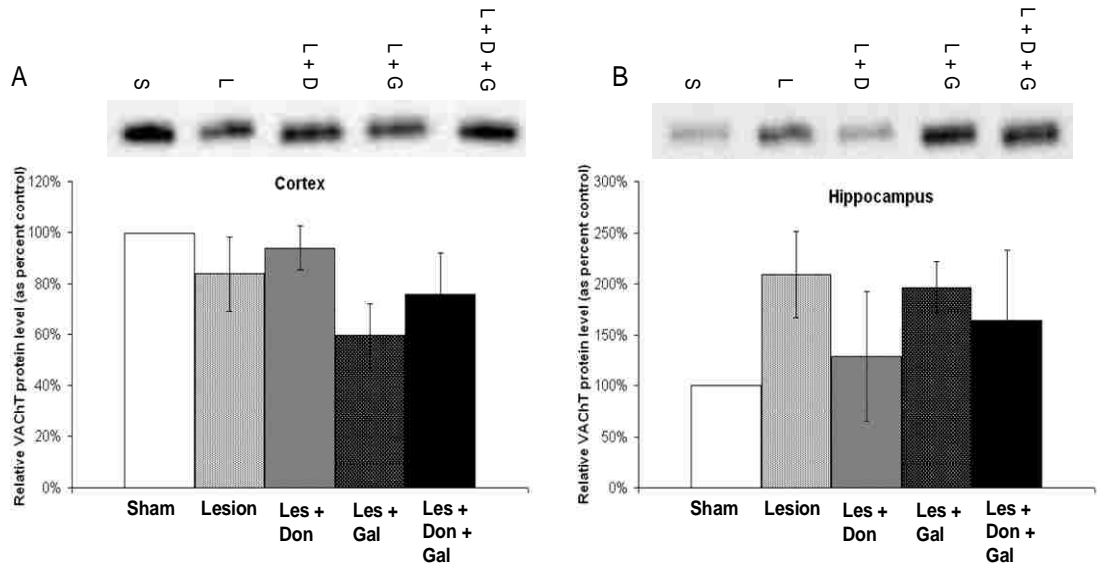 A
S
L
L + D
L + G
L + D + G
Cortex
Relative VAChT protein level (as percent control)
120%
100%
80%
60%
40%
20%
0%
Sham
Lesion
Les +
Don
Les +
Gal
Les +
Don +
Gal
B
S
L
L + D
L + G
L + D + G
Hippocampus
Relative VAChT protein level (as percent control)
300%
250%
200%
150%
100%
50%
0%
Sham
Lesion
Les +
Don
Les +
Gal
Les +
Don +
Gal